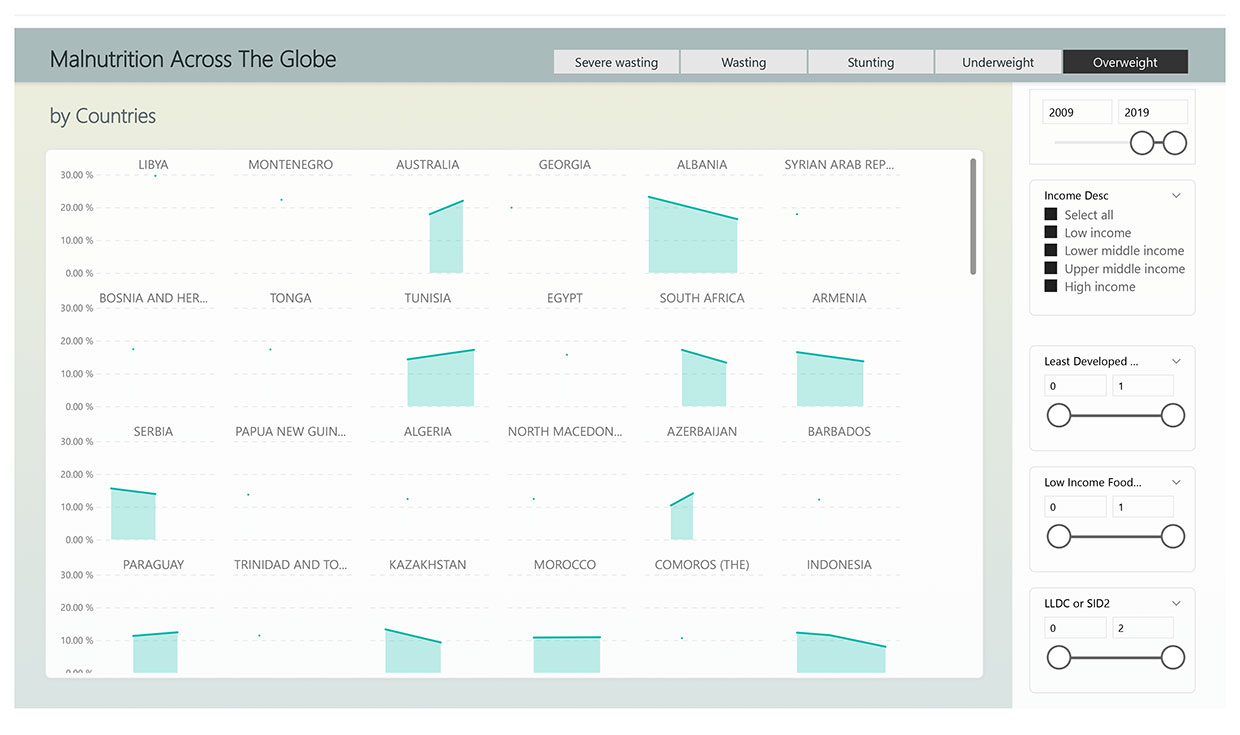 Malnutrition Across The Globe
Severe wasting Wasting Stunting Underweight Overweight
by Countries
2009 2019
LIBYA MONTENEGRO AUSTRALIA GEORGIA ALBANIA SYRIAN ARAB REP...
30.00 %
20.00 %
10.00 %
0.00 %
BOSNIA AND HER... TONGA TUNISIA EGYPT SOUTH AFRICA ARMENIA
30.00 %
20.00 %
10.00 %
0.00 %
SERBIA PAPUA NEW GUIN... ALGERIA NORTH MACEDON... AZERBAIJAN BARBADOS
30.00 %
20.00 %
10.00 %
0.00 %
PARAGUAY TRINIDAD AND TO... KAZAKHSTAN MOROCCO COMOROS (THE) INDONESIA
30.00 %
20.00 %
10.00 %
0.00 %
Income Desc
Select all
Low income
Lower middle income
Upper middle income
High income
Least Developed ...
0 1
Low Income Food...
0 1
LLDC or SID2
0 2